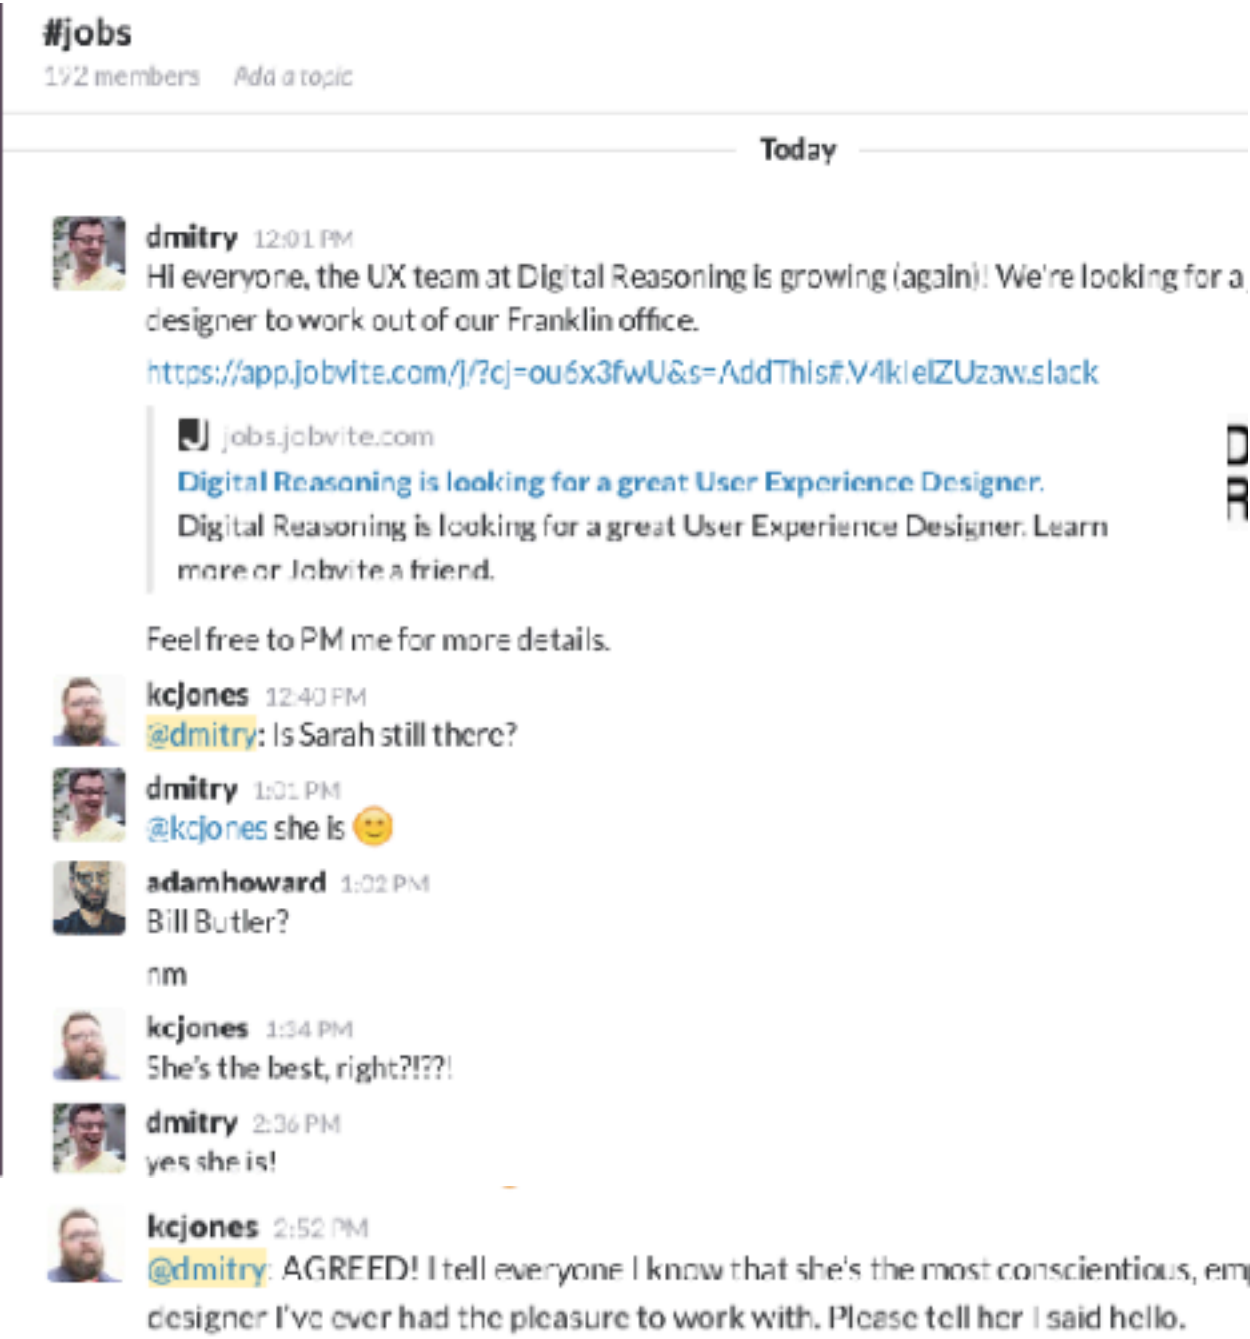 #jobs
192 members Add a topic
Today
dmitry 12:01 PM
Hi everyone, the UX team at Digital Reasoning is growing (again)! We're looking for a
designer to work out of our Franklin office.
https://app.jobvite.com/j/?cj=ou6x3fwU&s=AddThis#.V4kIelZUzaw.slack
J jobs.jobvite.com
D
Digital Reasoning is looking for a great User Experience Designer.
R
Digital Reasoning is looking for a great User Experience Designer. Learn
more or Jobvite a friend.
Feel free to PM me for more details.
kcjones 12:40 PM
@dmitry: Is Sarah still there?
dmitry 1:01 PM
@kcjones she is
adamhoward 1:02 PM
Bill Butler?
nm
kcjones 1:34 PM
She's the best, right?!??!
dmitry 2:36 PM
yes she is!
kcjones 2:52 PM
@dmitry: AGREED! I tell everyone I know that she's the most conscientious,
designer I've ever had the pleasure to work with. Please tell her I said hello.